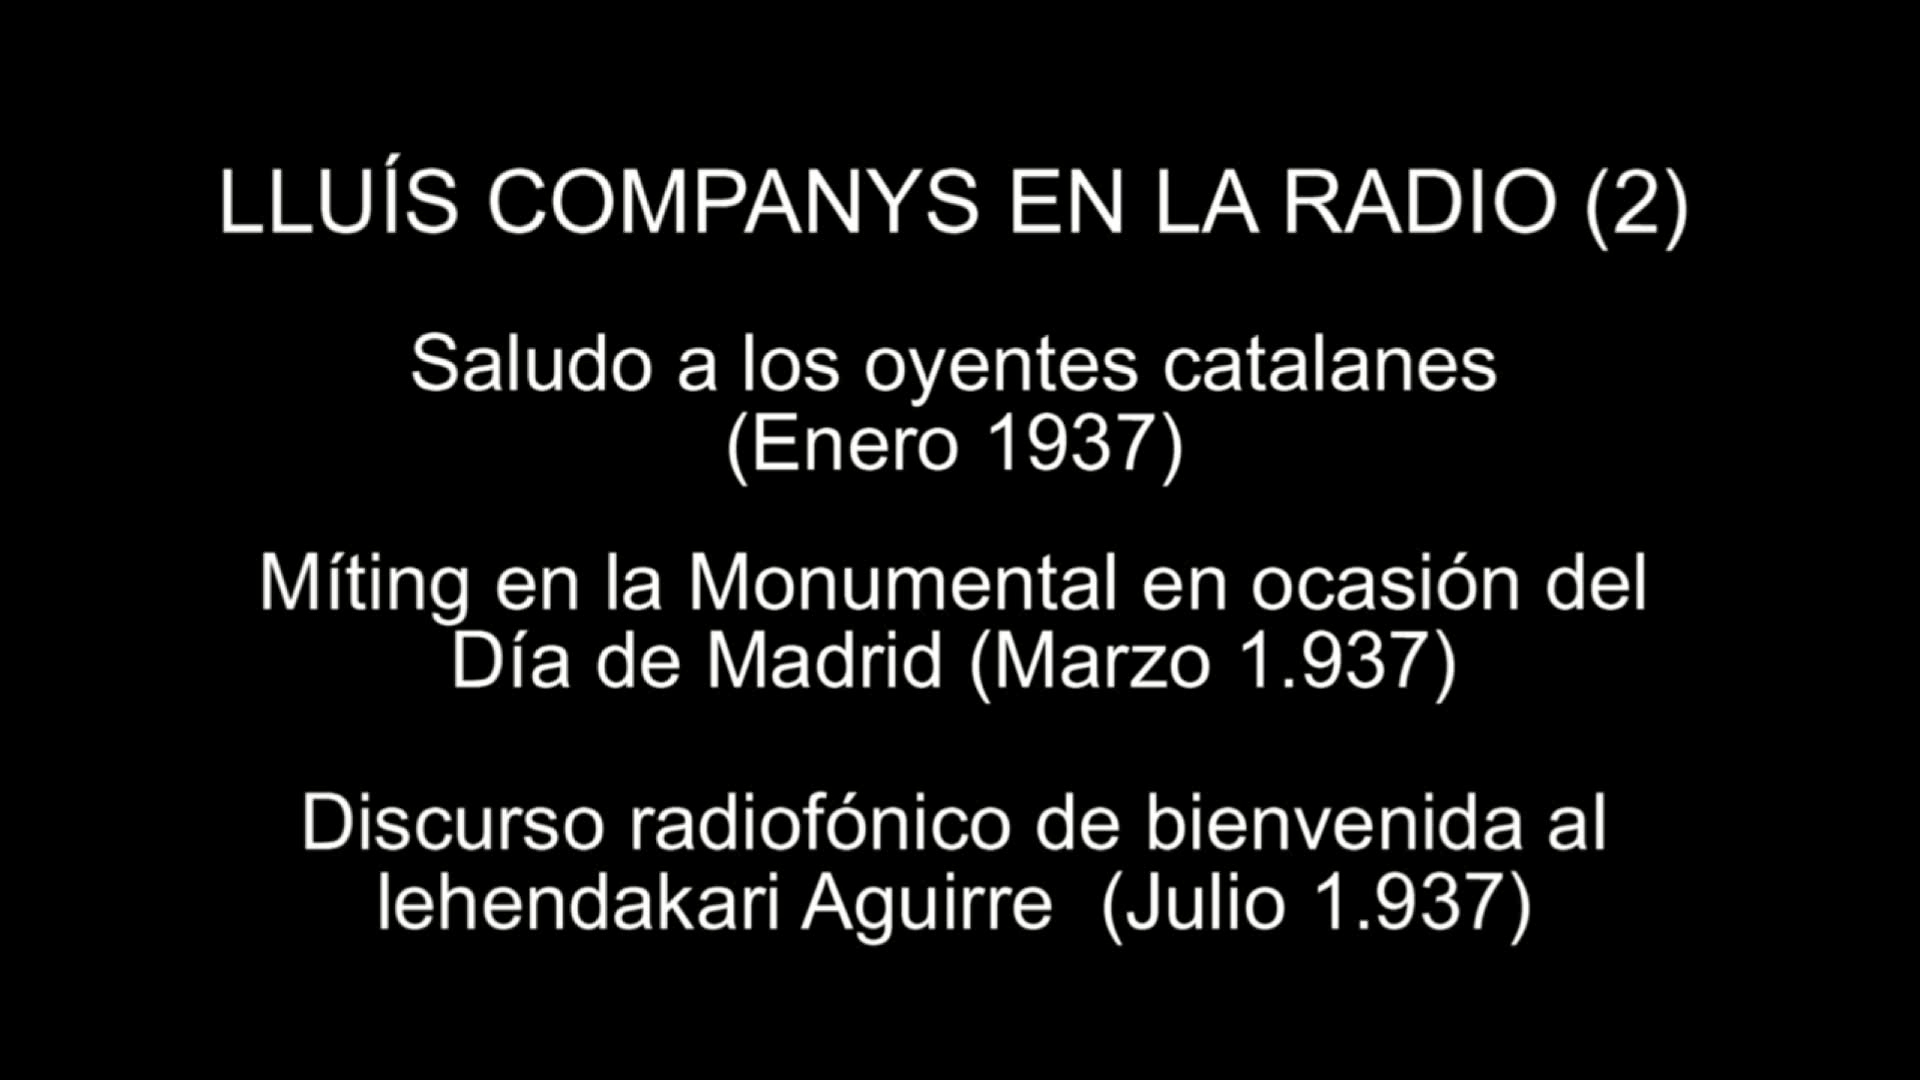 LLUÍS COMPANYS EN LA RADIO (2)
Saludo a los oyentes catalanes
(Enero 1937)
Míting en la Monumental en ocasión del
Día de Madrid (Marzo 1.937)
Discurso radiofónico de bienvenida al
lehendakari Aguirre (Julio 1.937)